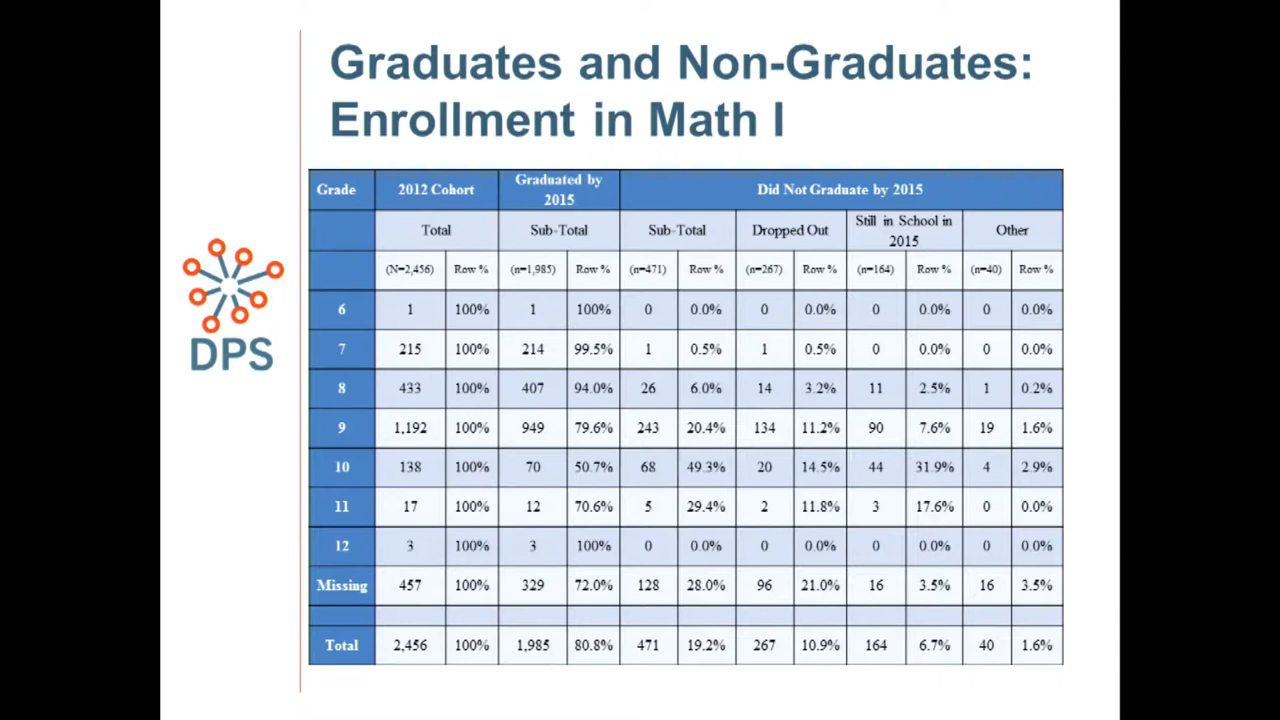 Graduates and Non-Graduates:
Enrollment in Math I
DPS
Grade 2012 Cohort Graduated by 2015 Did Not Graduate by 2015
Total Sub-Total Sub-Total Dropped Out Still in School in 2015 Other
(N=2,456) Row % (n=1,985) Row % (n=471) Row % (n=267) Row % (n=164) Row % (n=40) Row %
6 1 100% 1 100% 0 0.0% 0 0.0% 0 0.0% 0 0.0%
7 215 100% 214 99.5% 1 0.5% 1 0.5% 0 0.0% 0 0.0%
8 433 100% 407 94.0% 26 6.0% 14 3.2% 11 2.5% 1 0.2%
9 1,192 100% 949 79.6% 243 20.4% 134 11.2% 90 7.6% 19 1.6%
10 138 100% 70 50.7% 68 49.3% 20 14.5% 44 31.9% 4 2.9%
11 17 100% 12 70.6% 5 29.4% 2 11.8% 3 17.6% 0 0.0%
12 3 100% 3 100% 0 0.0% 0 0.0% 0 0.0% 0 0.0%
Missing 457 100% 329 72.0% 128 28.0% 96 21.0% 16 3.5% 16 3.5%
Total 2,456 100% 1,985 80.8% 471 19.2% 267 10.9% 164 6.7% 40 1.6%